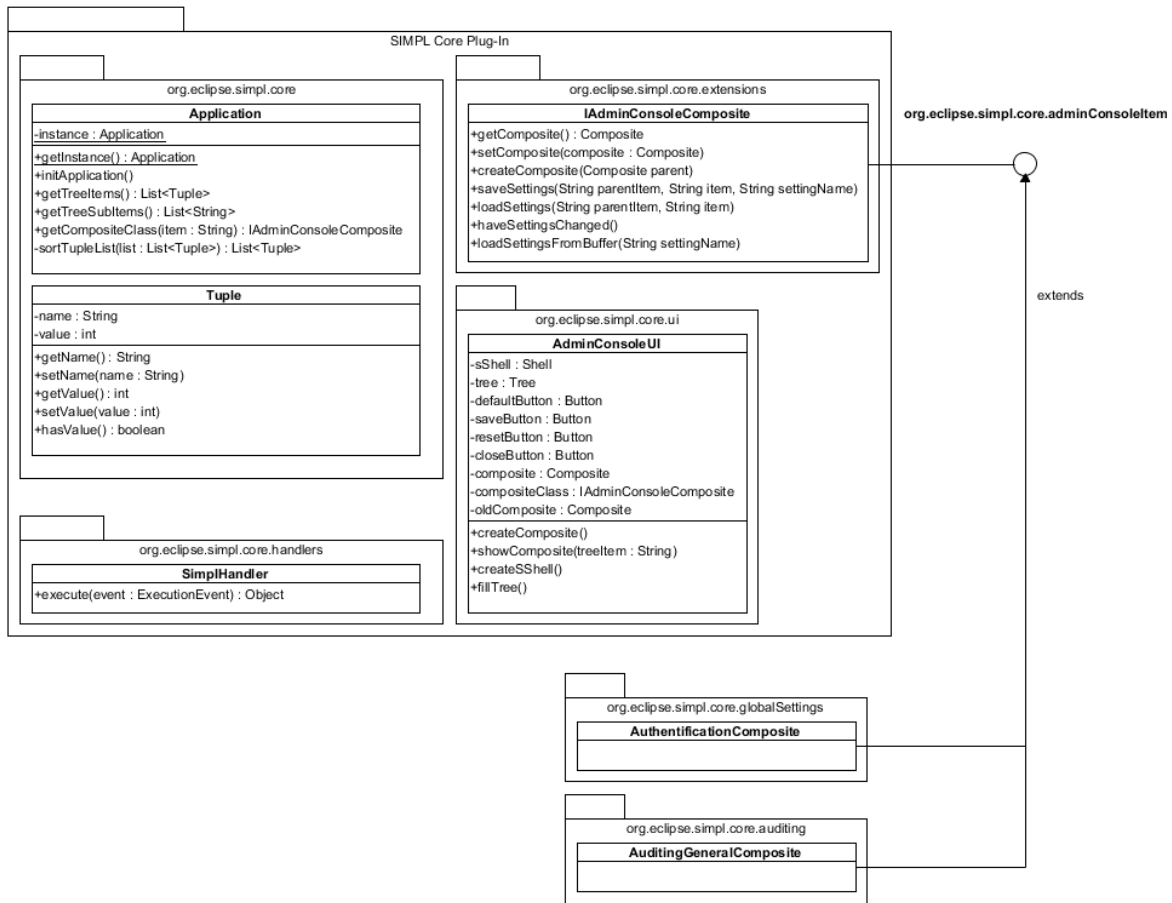 SIMPL Core Plug-In
org.eclipse.simpl.core
Application
-instance : Application
+getInstance() : Application
+initApplication()
+getTreeItems() : List<Tuple>
+getTreeSubItems() : List<String>
+getCompositeClass(item : String) : IAdminConsoleComposite
-sortTupleList(list : List<Tuple>) : List<Tuple>
Tuple
-name : String
-value : int
+getName() : String
+setName(name : String)
+getValue() : int
+setValue(value : int)
+hasValue() : boolean
org.eclipse.simpl.core.handlers
SimplHandler
+execute(event : ExecutionEvent) : Object
org.eclipse.simpl.core.extensions
IAdminConsoleComposite
+getComposite() : Composite
+setComposite(composite : Composite)
+createComposite(Composite parent)
+saveSettings(String parentItem, String item, String settingName)
+loadSettings(String parentItem, String item)
+haveSettingsChanged()
+loadSettingsFromBuffer(String settingName)
org.eclipse.simpl.core.ui
AdminConsoleUI
-sShell : Shell
-tree : Tree
-defaultButton : Button
-saveButton : Button
-resetButton : Button
-closeButton : Button
-composite : Composite
-compositeClass : IAdminConsoleComposite
-oldComposite : Composite
+createComposite()
+showComposite(treeItem : String)
+createSShell()
+fillTree()
org.eclipse.simpl.core.adminConsoleItem
extends
org.eclipse.simpl.core.globalSettings
AuthentificationComposite
org.eclipse.simpl.core.auditing
AuditingGeneralComposite